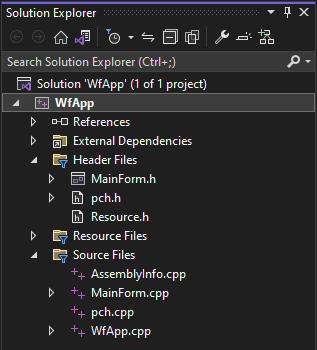 Solution Explorer
Search Solution Explorer (Ctrl+;)
Solution 'WfApp' (1 of 1 project)
WfApp
References
External Dependencies
Header Files
MainForm.h
pch.h
Resource.h
Resource Files
Source Files
AssemblyInfo.cpp
MainForm.cpp
pch.cpp
WfApp.cpp